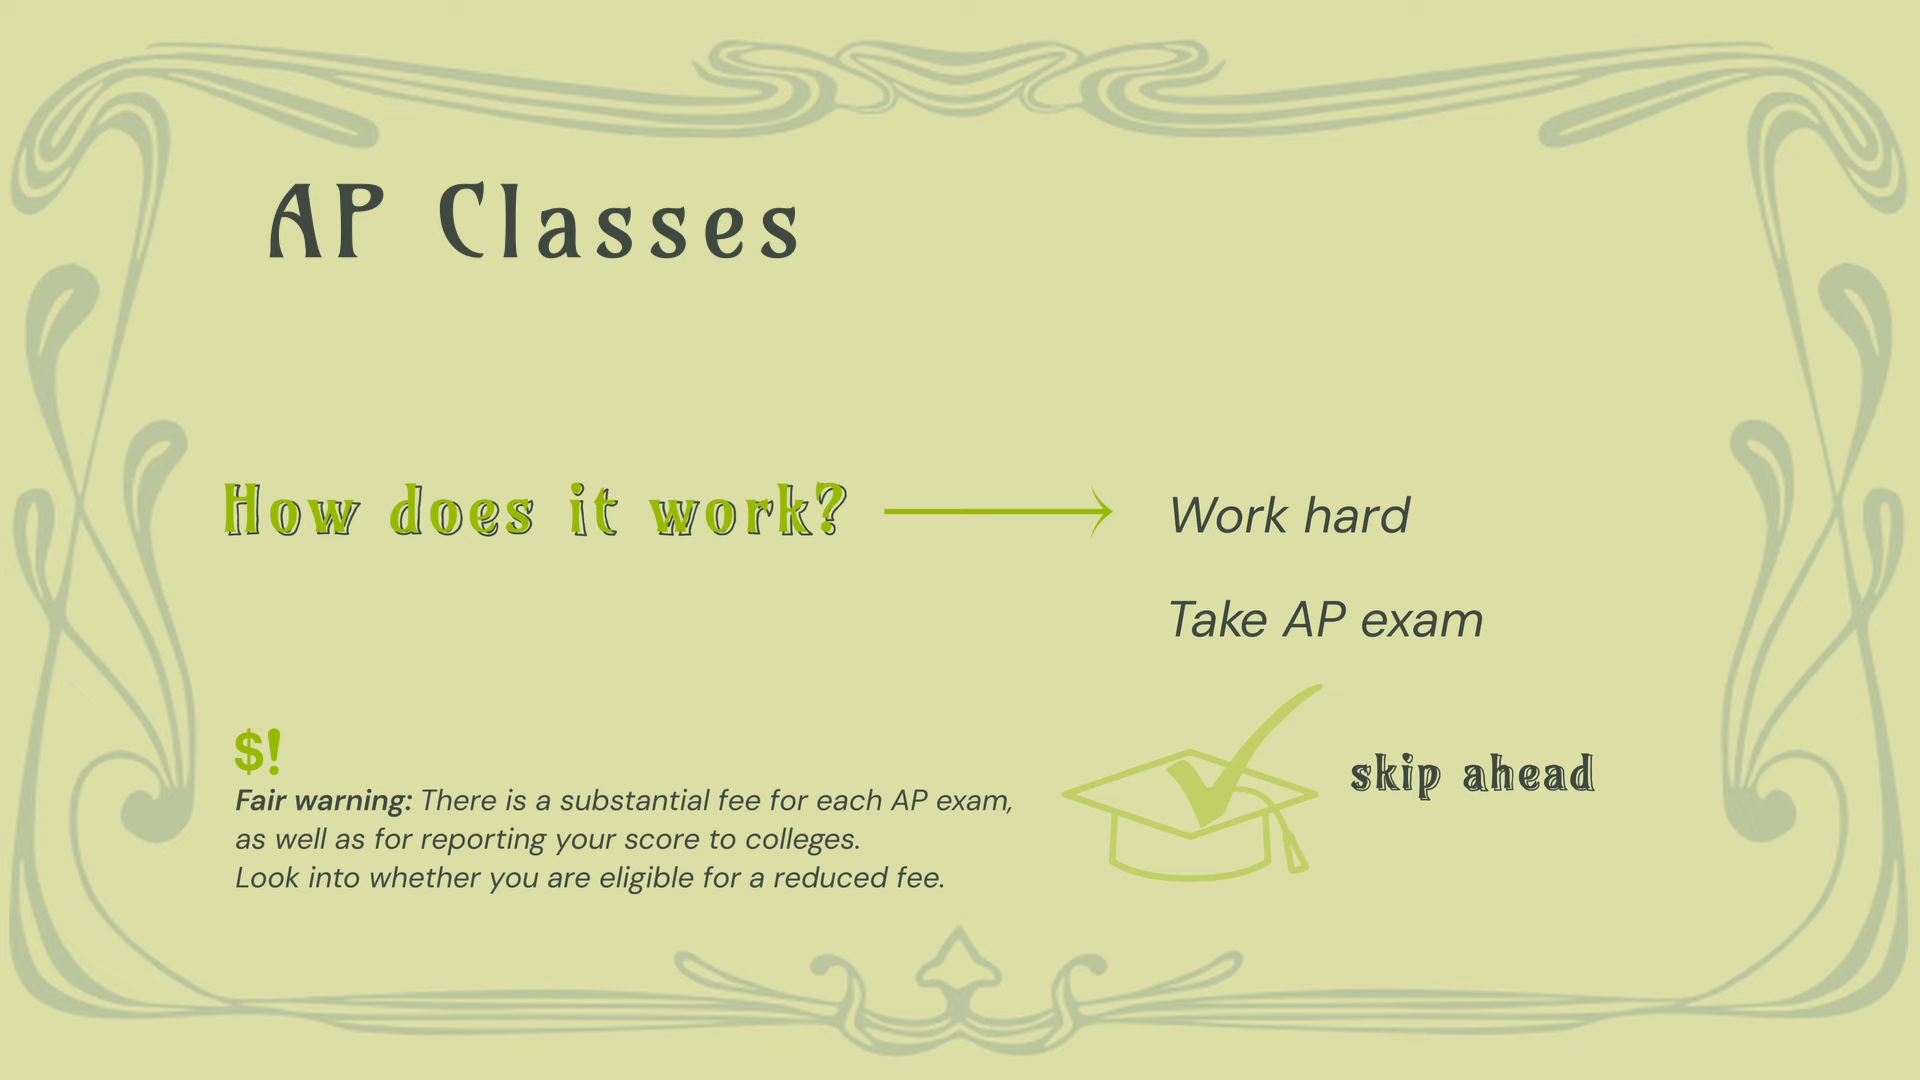 AP Classes
How does it work?
Work hard
Take AP exam
skip ahead
$!
Fair warning: There is a substantial fee for each AP exam,
as well as for reporting your score to colleges.
Look into whether you are eligible for a reduced fee.